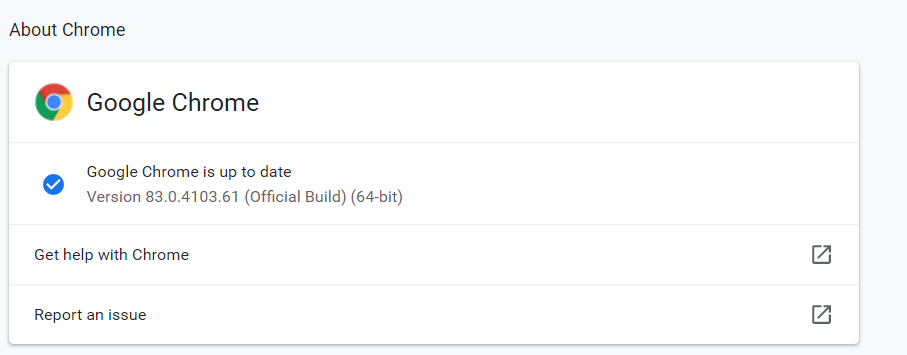 About Chrome
Google Chrome
Google Chrome is up to date
Version 83.0.4103.61 (Official Build) (64-bit)
Get help with Chrome
Report an issue